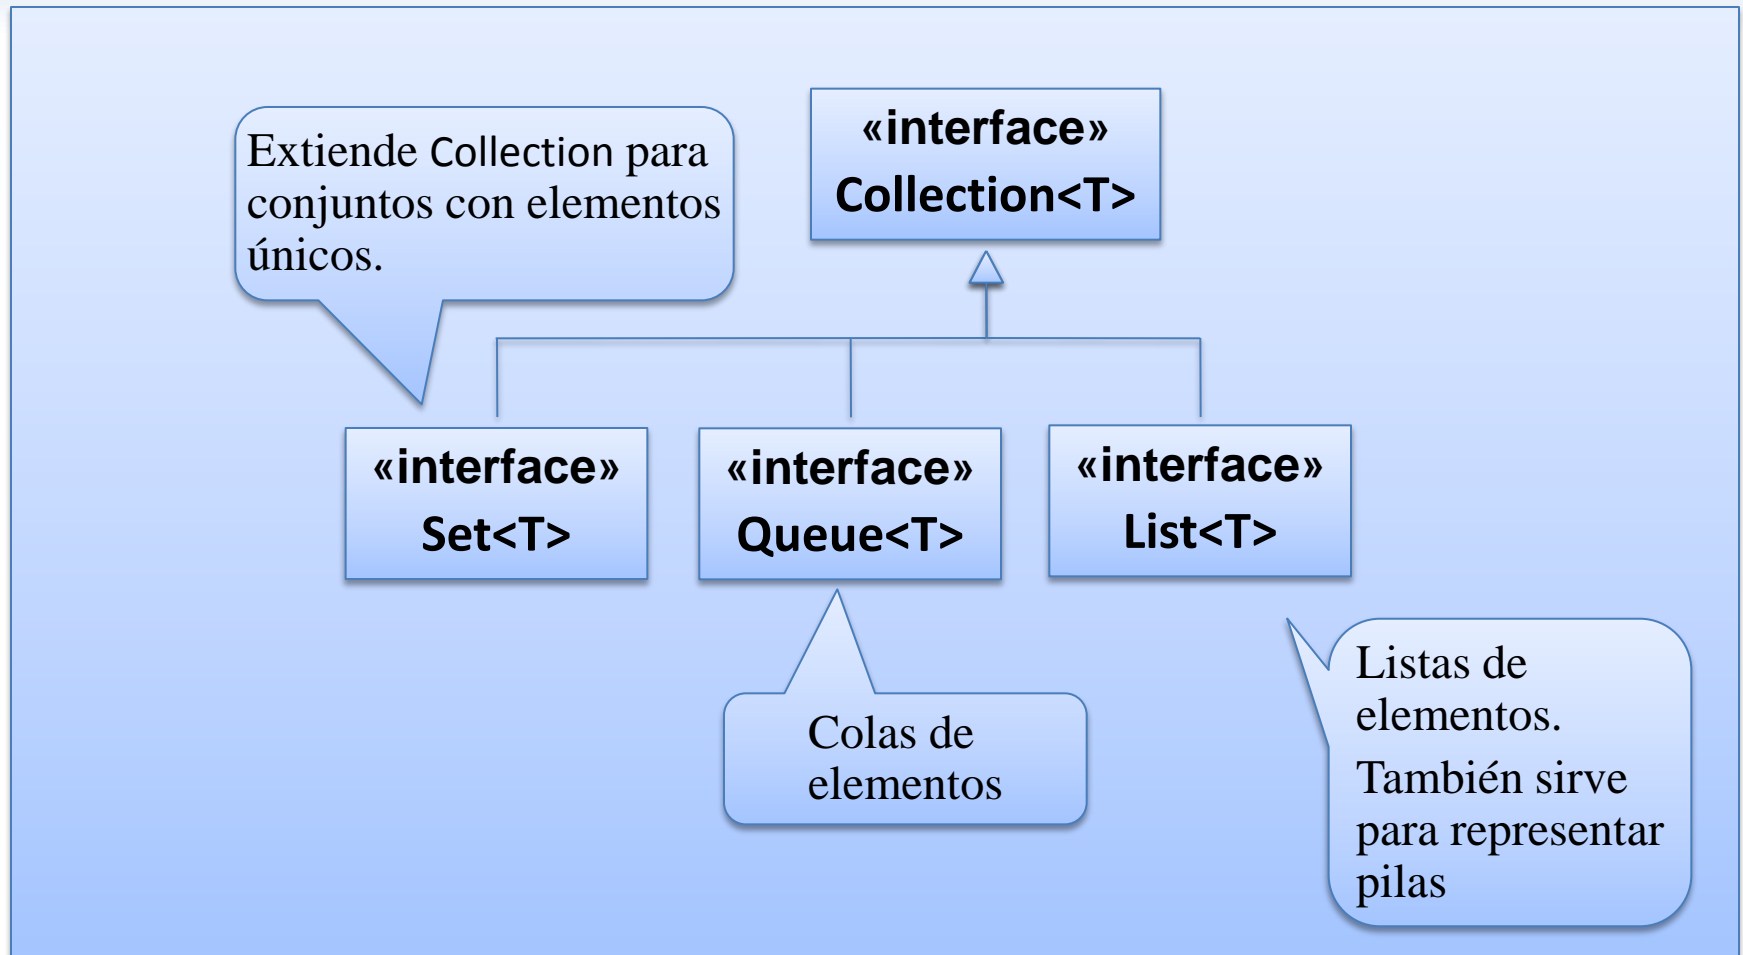 «interface»
Collection<T>
Extiende Collection para
conjuntos con elementos
únicos.
«interface»
Set<T>
«interface»
Queue<T>
«interface»
List<T>
Colas de
elementos
Listas de
elementos.
También sirve
para representar
pilas